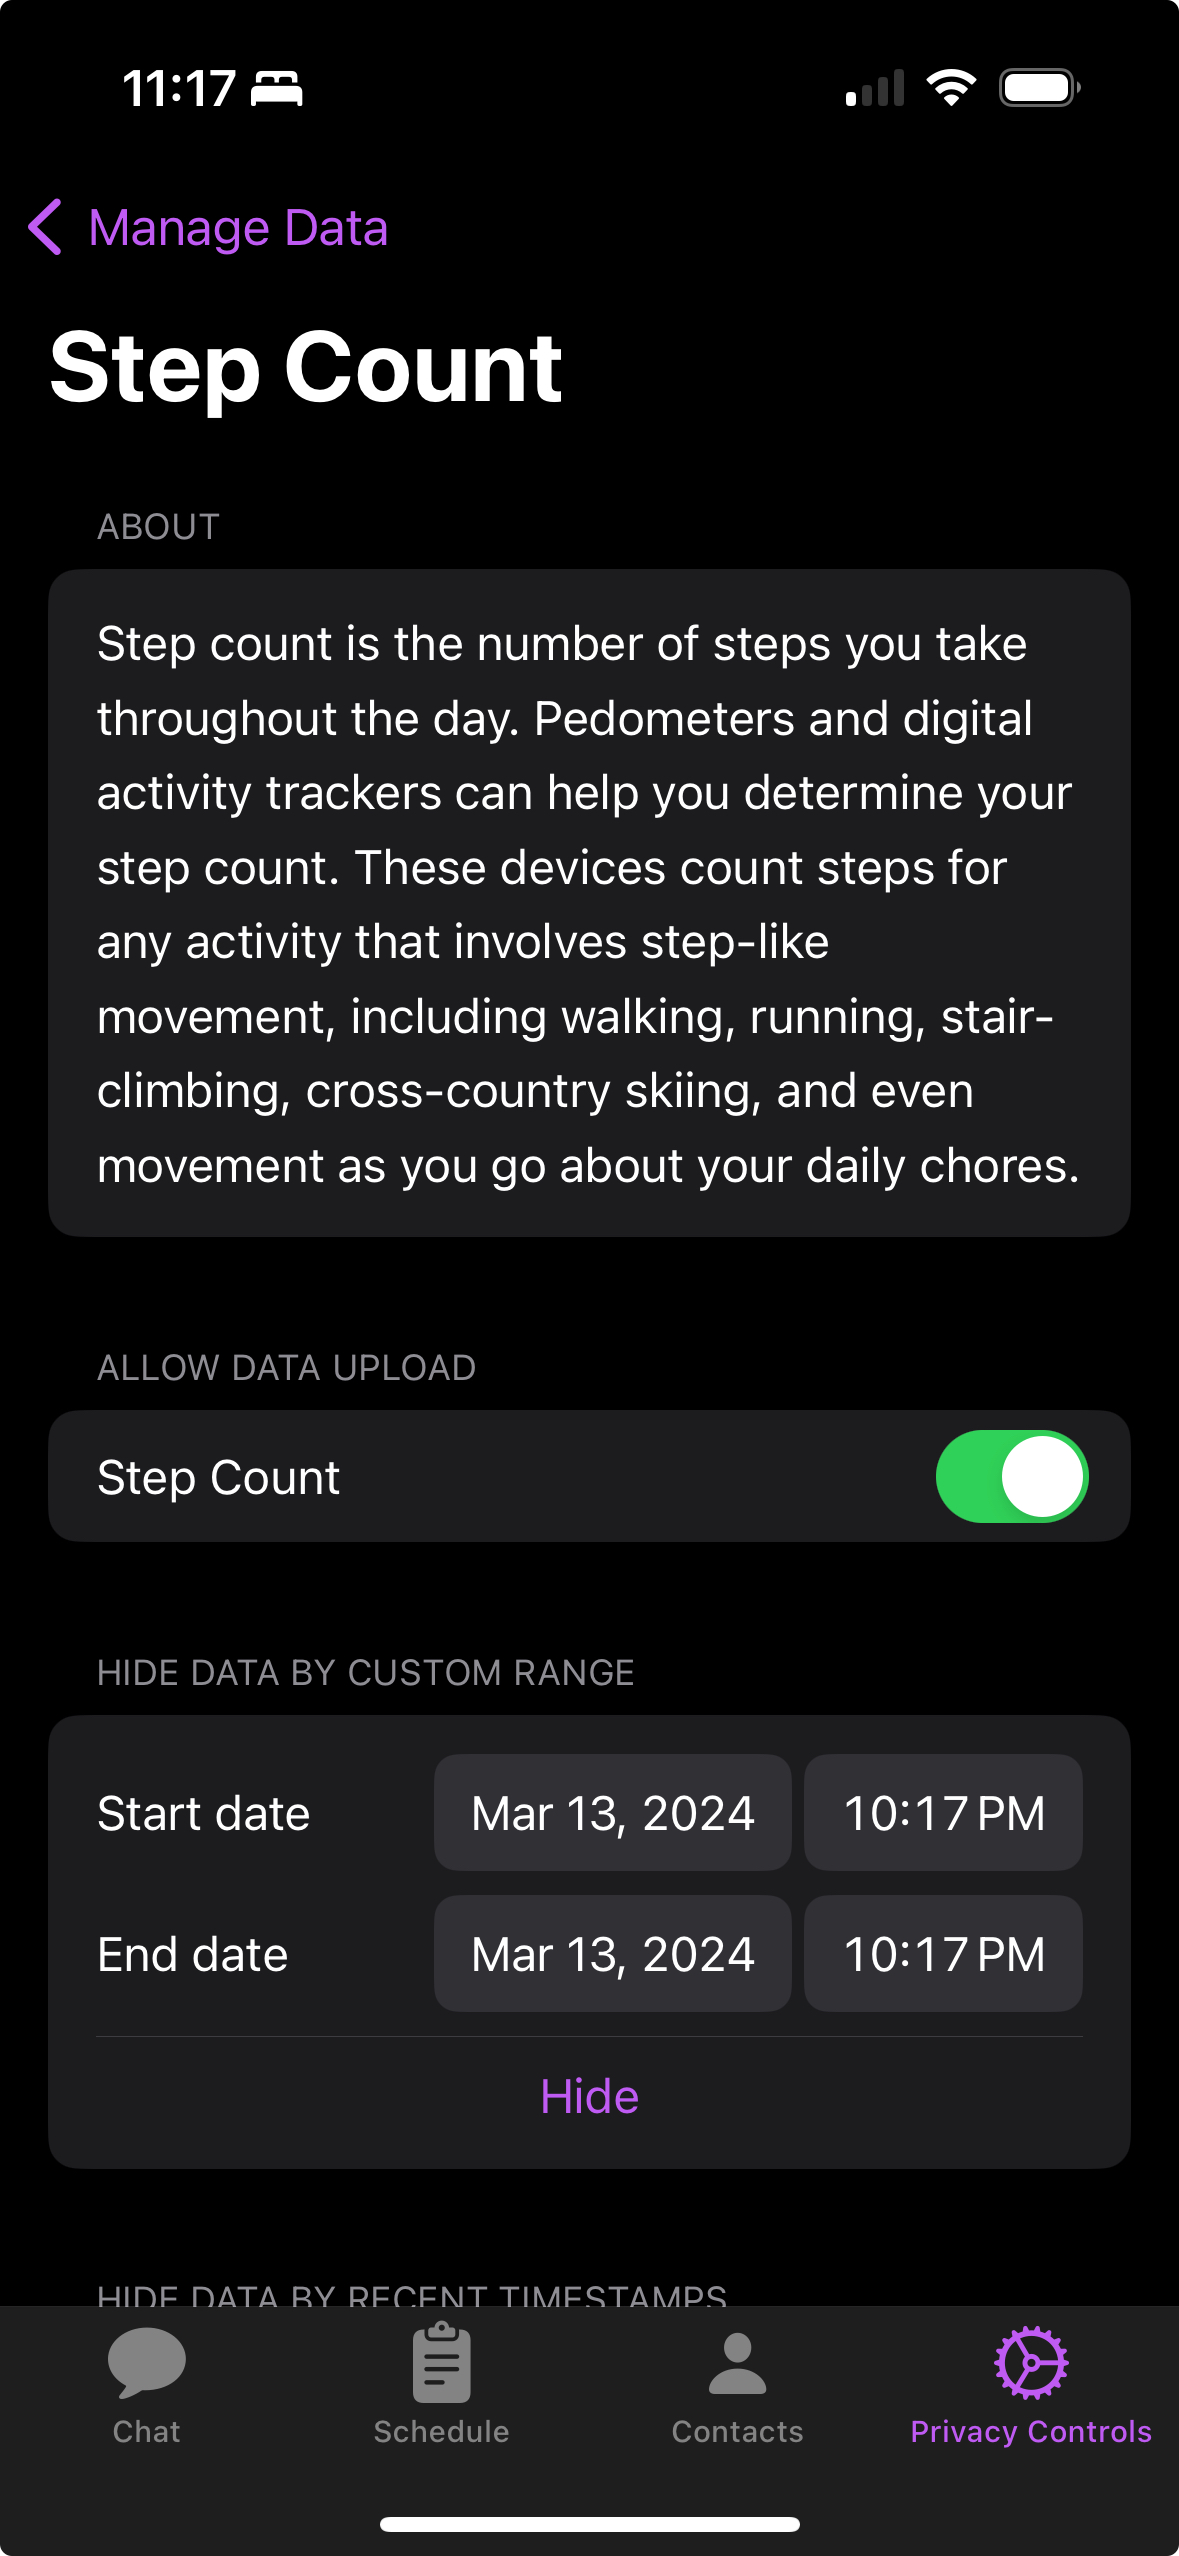 11:17
Manage Data
Step Count
ABOUT
Step count is the number of steps you take
throughout the day. Pedometers and digital
activity trackers can help you determine your
step count. These devices count steps for
any activity that involves step-like
movement, including walking, running, stair-
climbing, cross-country skiing, and even
movement as you go about your daily chores.
ALLOW DATA UPLOAD
Step Count
HIDE DATA BY CUSTOM RANGE
Start date Mar 13, 2024 10:17 PM
End date Mar 13, 2024 10:17 PM
Hide
HIDE DATA BY RECENT TIMESTAMPS
Chat Schedule Contacts Privacy Controls